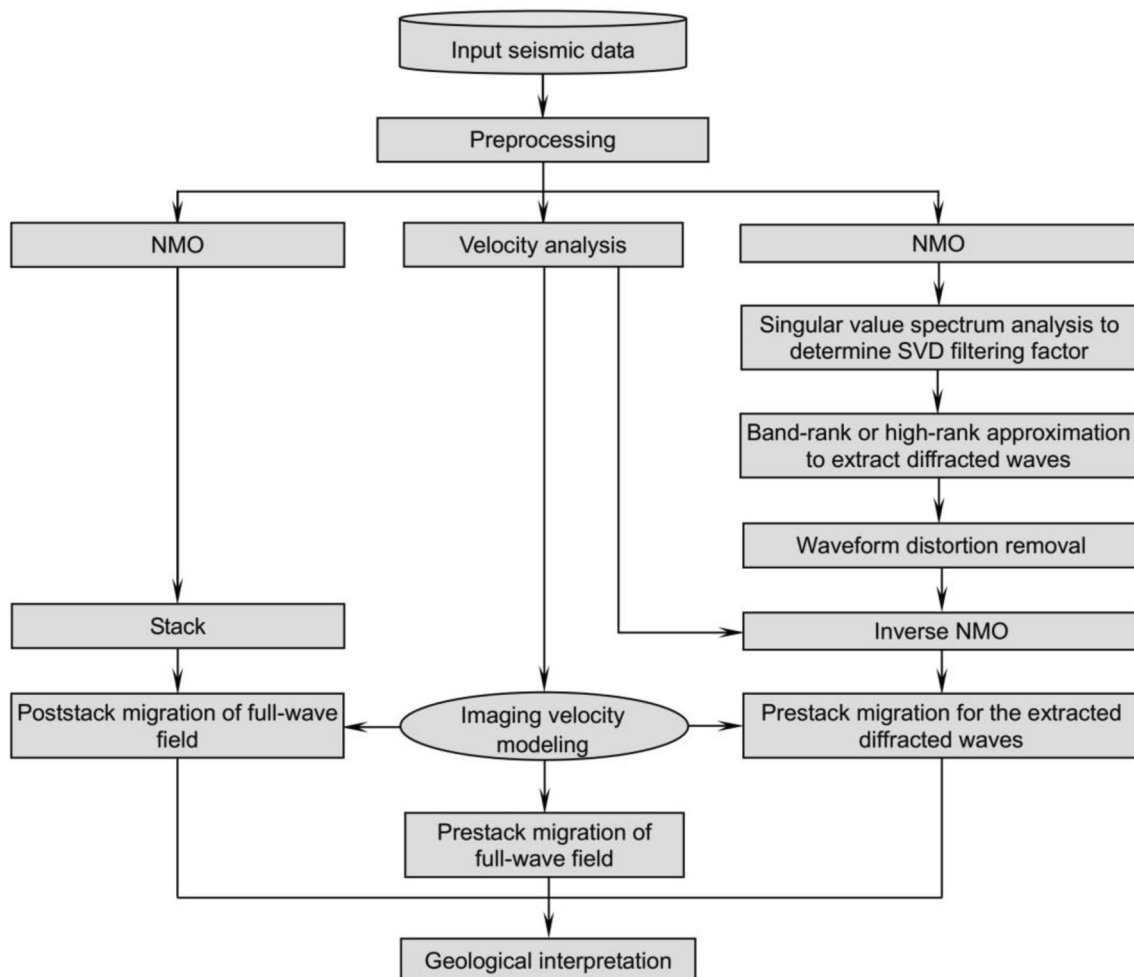 Input seismic data
Preprocessing
NMO
Velocity analysis
NMO
Singular value spectrum analysis to
determine SVD filtering factor
Band-rank or high-rank approximation
to extract diffracted waves
Waveform distortion removal
Stack
Inverse NMO
Poststack migration of full-wave
field
Imaging velocity
modeling
Prestack migration for the extracted
diffracted waves
Prestack migration of
full-wave field
Geological interpretation